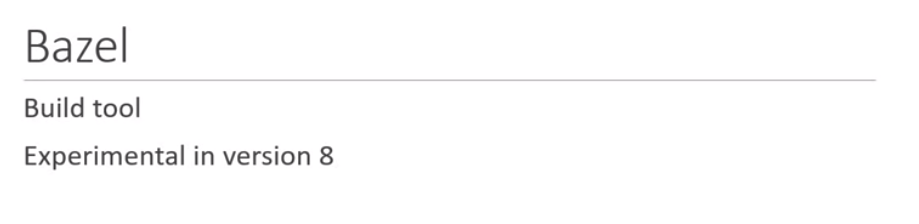 Bazel
Build tool
Experimental in version 8